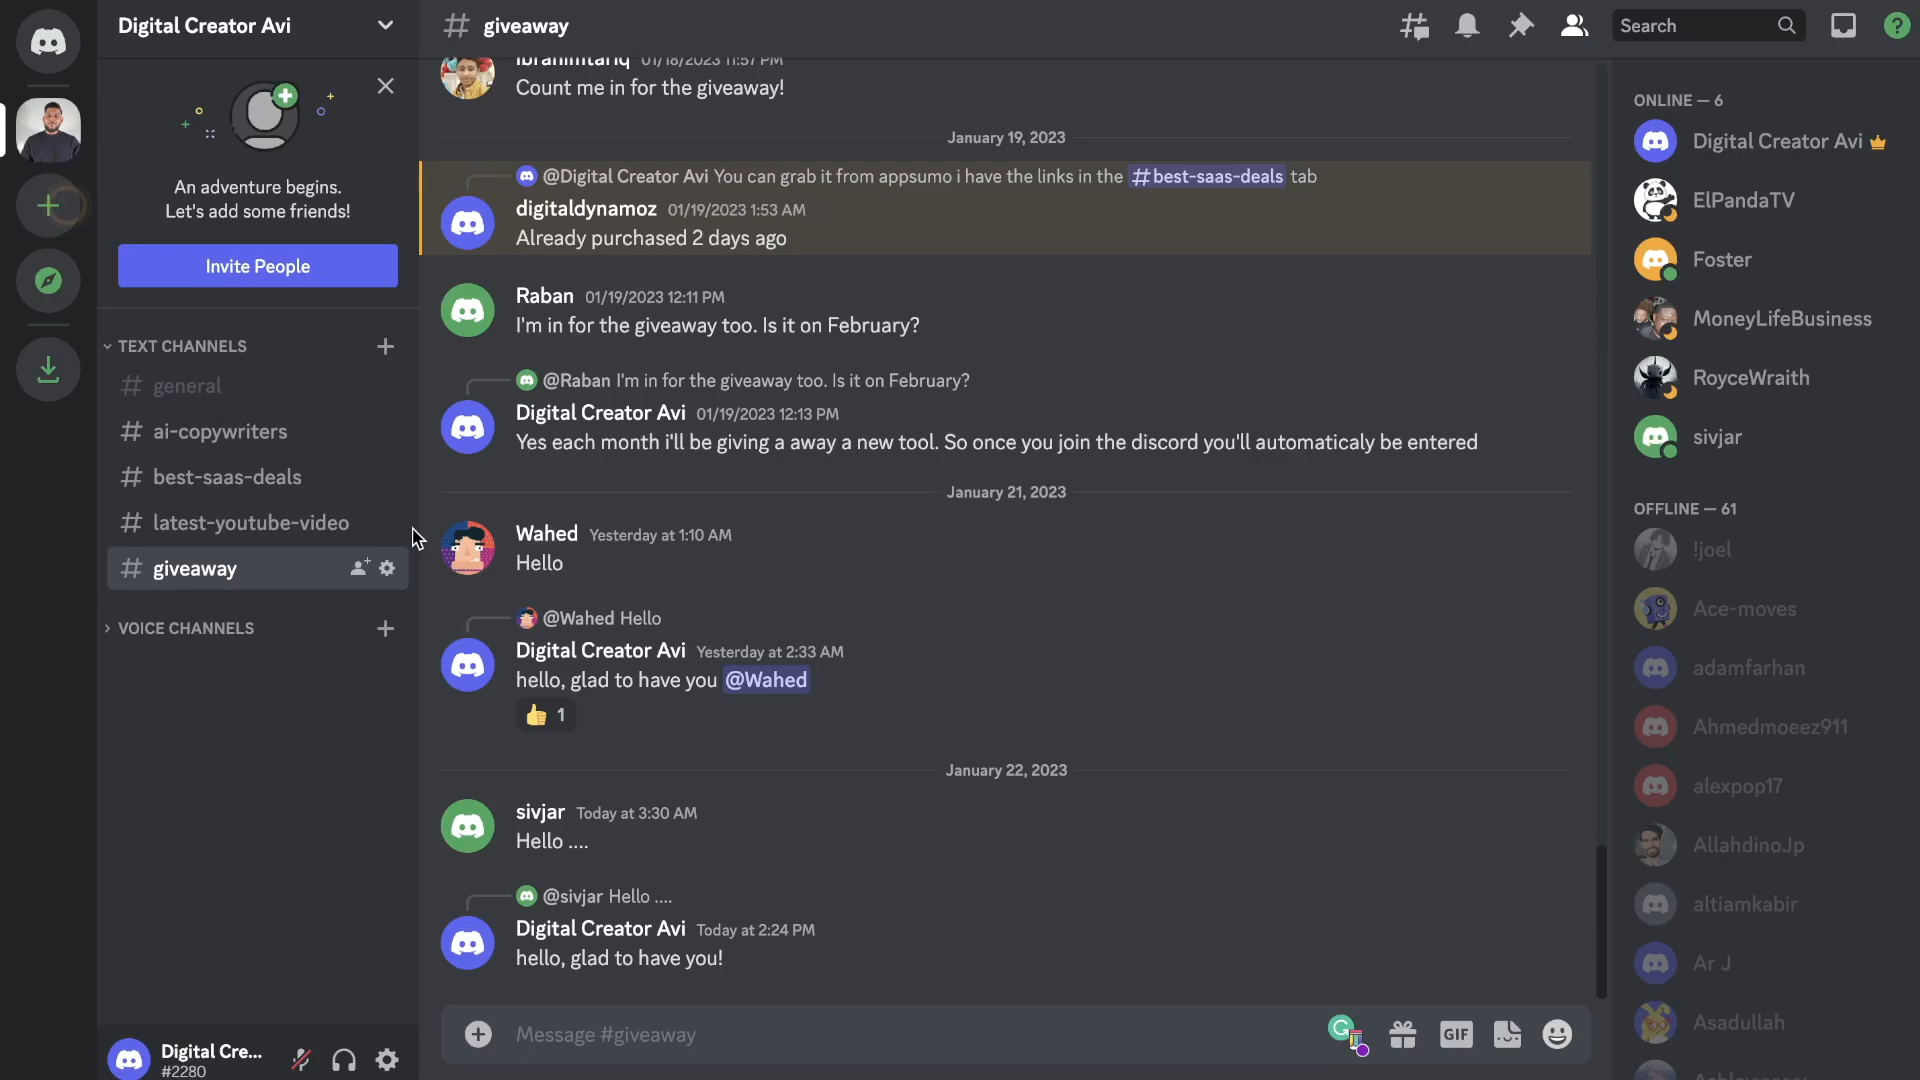 Digital Creator Avi
An adventure begins.
Let's add some friends!
Invite People
TEXT CHANNELS
general
ai-copywriters
best-saas-deals
latest-youtube-video
giveaway
VOICE CHANNELS
Digital Cre...
#2280
giveaway
Search
ibrahimtariq 01/18/2023 11:57 PM
Count me in for the giveaway!
January 19, 2023
@Digital Creator Avi You can grab it from appsumo i have the links in the #best-saas-deals tab
digitaldynamoz 01/19/2023 1:53 AM
Already purchased 2 days ago
Raban 01/19/2023 12:11 PM
I'm in for the giveaway too. Is it on February?
@Raban I'm in for the giveaway too. Is it on February?
Digital Creator Avi 01/19/2023 12:13 PM
Yes each month i'll be giving a away a new tool. So once you join the discord you'll automaticaly be entered
January 21, 2023
Wahed Yesterday at 1:10 AM
Hello
@Wahed Hello
Digital Creator Avi Yesterday at 2:33 AM
hello, glad to have you @Wahed
1
January 22, 2023
sivjar Today at 3:30 AM
Hello ....
@sivjar Hello ....
Digital Creator Avi Today at 2:24 PM
hello, glad to have you!
Message #giveaway
GIF
ONLINE — 6
Digital Creator Avi
ElPandaTV
Foster
MoneyLifeBusiness
RoyceWraith
sivjar
OFFLINE — 61
!joel
Ace-moves
adamfarhan
Ahmedmoeez911
alexpop17
AllahdinoJp
altiamkabir
Ar J
Asadullah